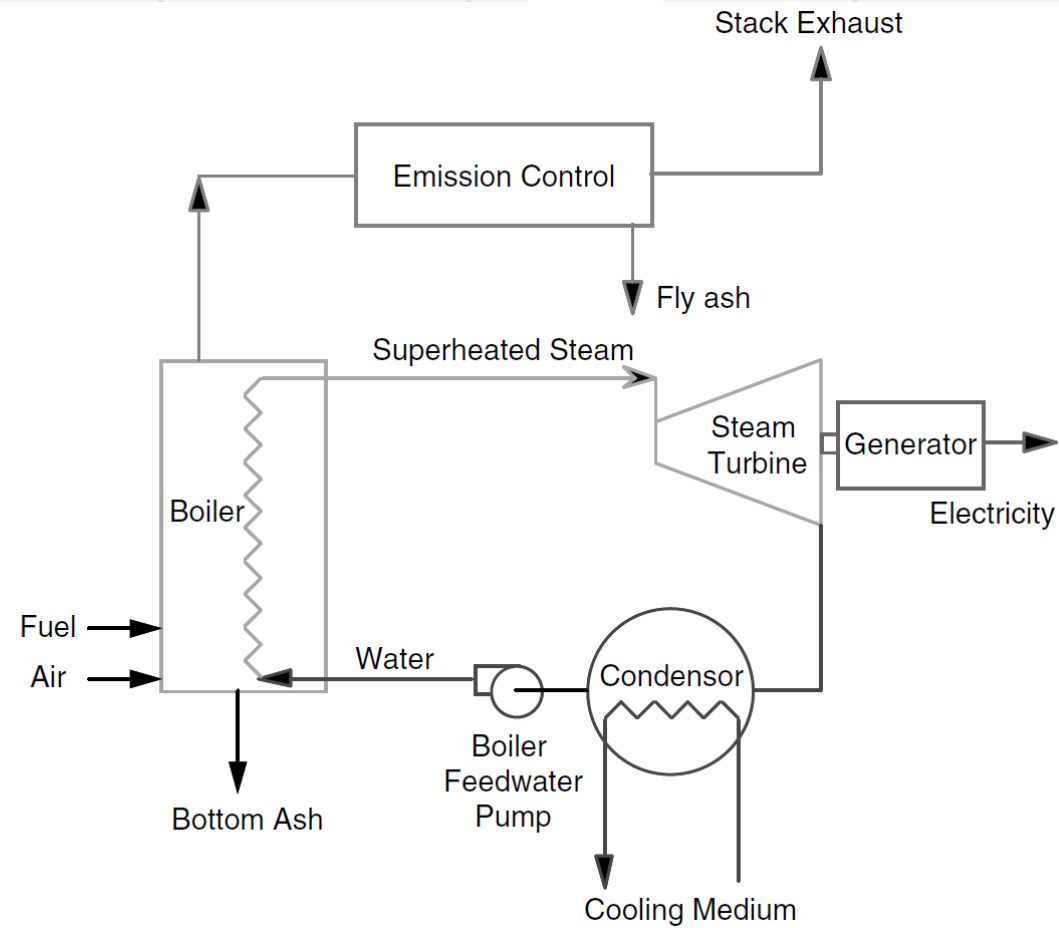 Stack Exhaust
Emission Control
Fly ash
Superheated Steam
Steam
Turbine
Generator
Electricity
Boiler
Fuel
Air
Water
Condensor
Boiler
Feedwater
Pump
Bottom Ash
Cooling Medium